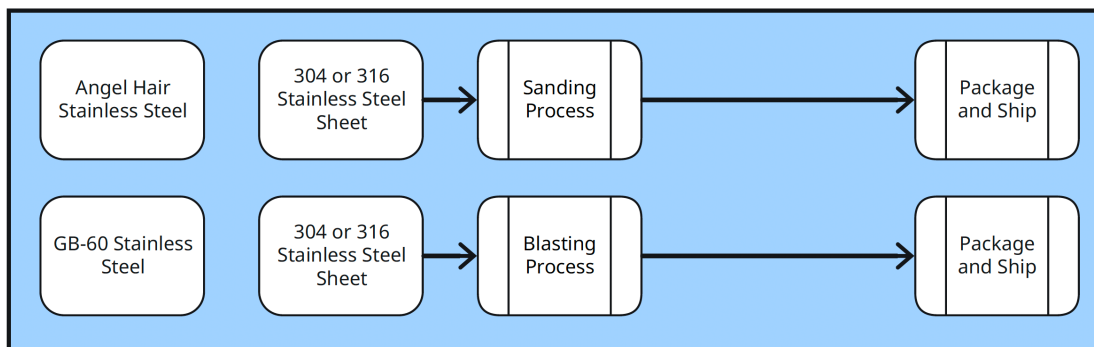 Angel Hair
Stainless Steel
304 or 316
Stainless Steel
Sheet
Sanding
Process
Package
and Ship
GB-60 Stainless
Steel
304 or 316
Stainless Steel
Sheet
Blasting
Process
Package
and Ship